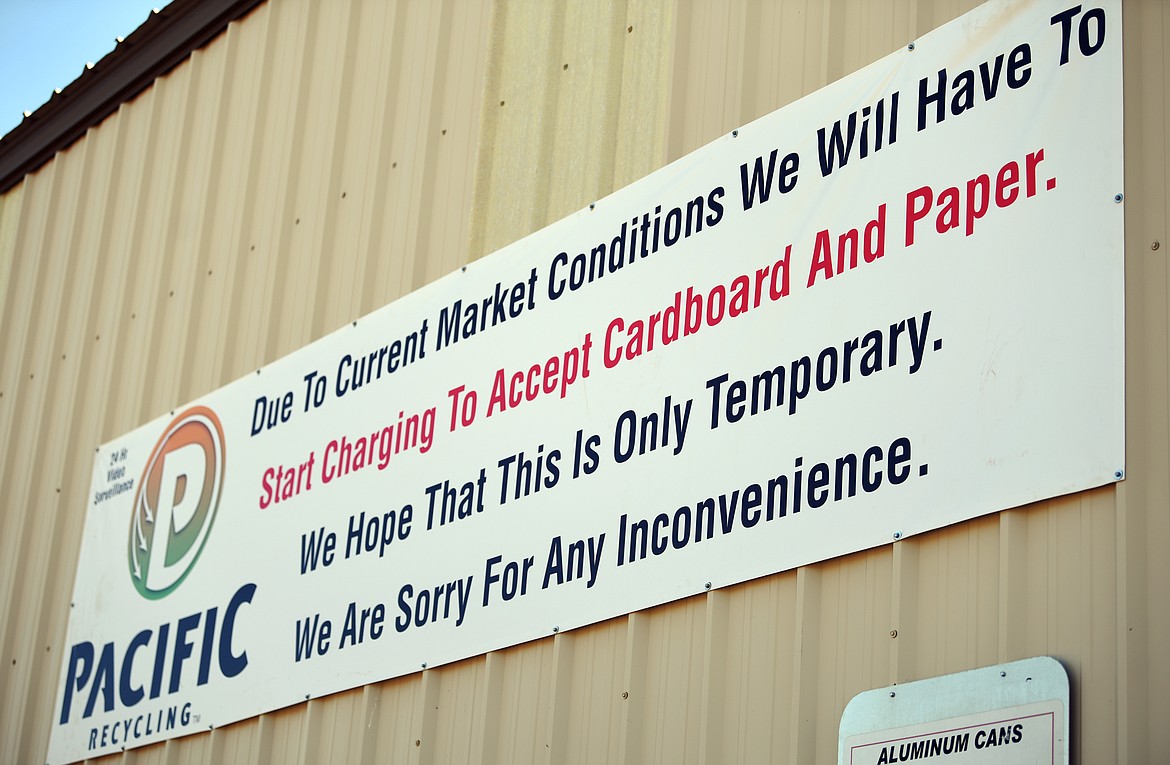 Due To Current Market Conditions We Will Have To
Start Charging To Accept Cardboard And Paper.
We Hope That This Is Only Temporary.
We Are Sorry For Any Inconvenience.
24 Hr
Video
Surveillance
P
PACIFIC
RECYCLING™
ALUMINUM CANS